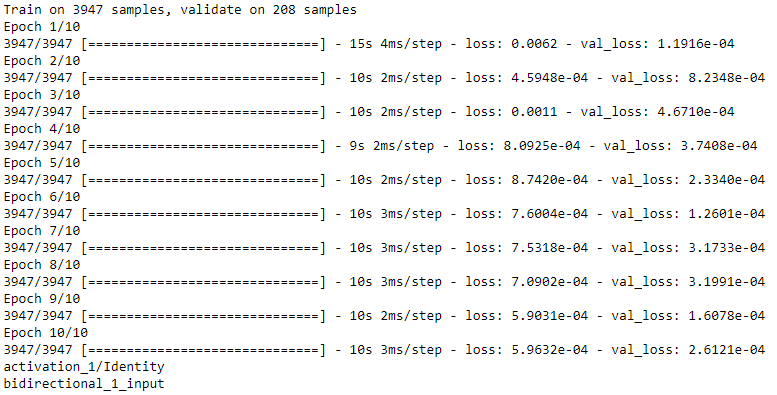 Train on 3947 samples, validate on 208 samples
Epoch 1/10
3947/3947 [==============================] - 15s 4ms/step - loss: 0.0062 - val_loss: 1.1916e-04
Epoch 2/10
3947/3947 [==============================] - 10s 2ms/step - loss: 4.5948e-04 - val_loss: 8.2348e-04
Epoch 3/10
3947/3947 [==============================] - 10s 2ms/step - loss: 0.0011 - val_loss: 4.6710e-04
Epoch 4/10
3947/3947 [==============================] - 9s 2ms/step - loss: 8.0925e-04 - val_loss: 3.7408e-04
Epoch 5/10
3947/3947 [==============================] - 10s 2ms/step - loss: 8.7420e-04 - val_loss: 2.3340e-04
Epoch 6/10
3947/3947 [==============================] - 10s 3ms/step - loss: 7.6004e-04 - val_loss: 1.2601e-04
Epoch 7/10
3947/3947 [==============================] - 10s 3ms/step - loss: 7.5318e-04 - val_loss: 3.1733e-04
Epoch 8/10
3947/3947 [==============================] - 10s 3ms/step - loss: 7.0902e-04 - val_loss: 3.1991e-04
Epoch 9/10
3947/3947 [==============================] - 10s 2ms/step - loss: 5.9031e-04 - val_loss: 1.6078e-04
Epoch 10/10
3947/3947 [==============================] - 10s 3ms/step - loss: 5.9632e-04 - val_loss: 2.6121e-04
activation_1/Identity
bidirectional_1_input